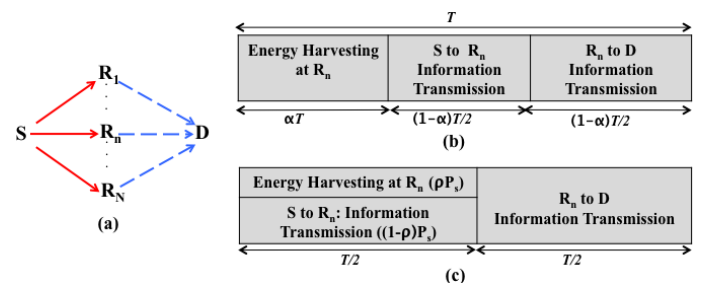 (a)
R1
S
Rn
D
RN
T
Energy Harvesting
at Rn
S to Rn
Information
Transmission
Rn to D
Information
Transmission
αT
(1-α)T/2
(1-α)T/2
(b)
Energy Harvesting at Rn (ρPs)
S to Rn: Information
Transmission ((1-ρ)Ps)
Rn to D
Information Transmission
T/2
T/2
(c)